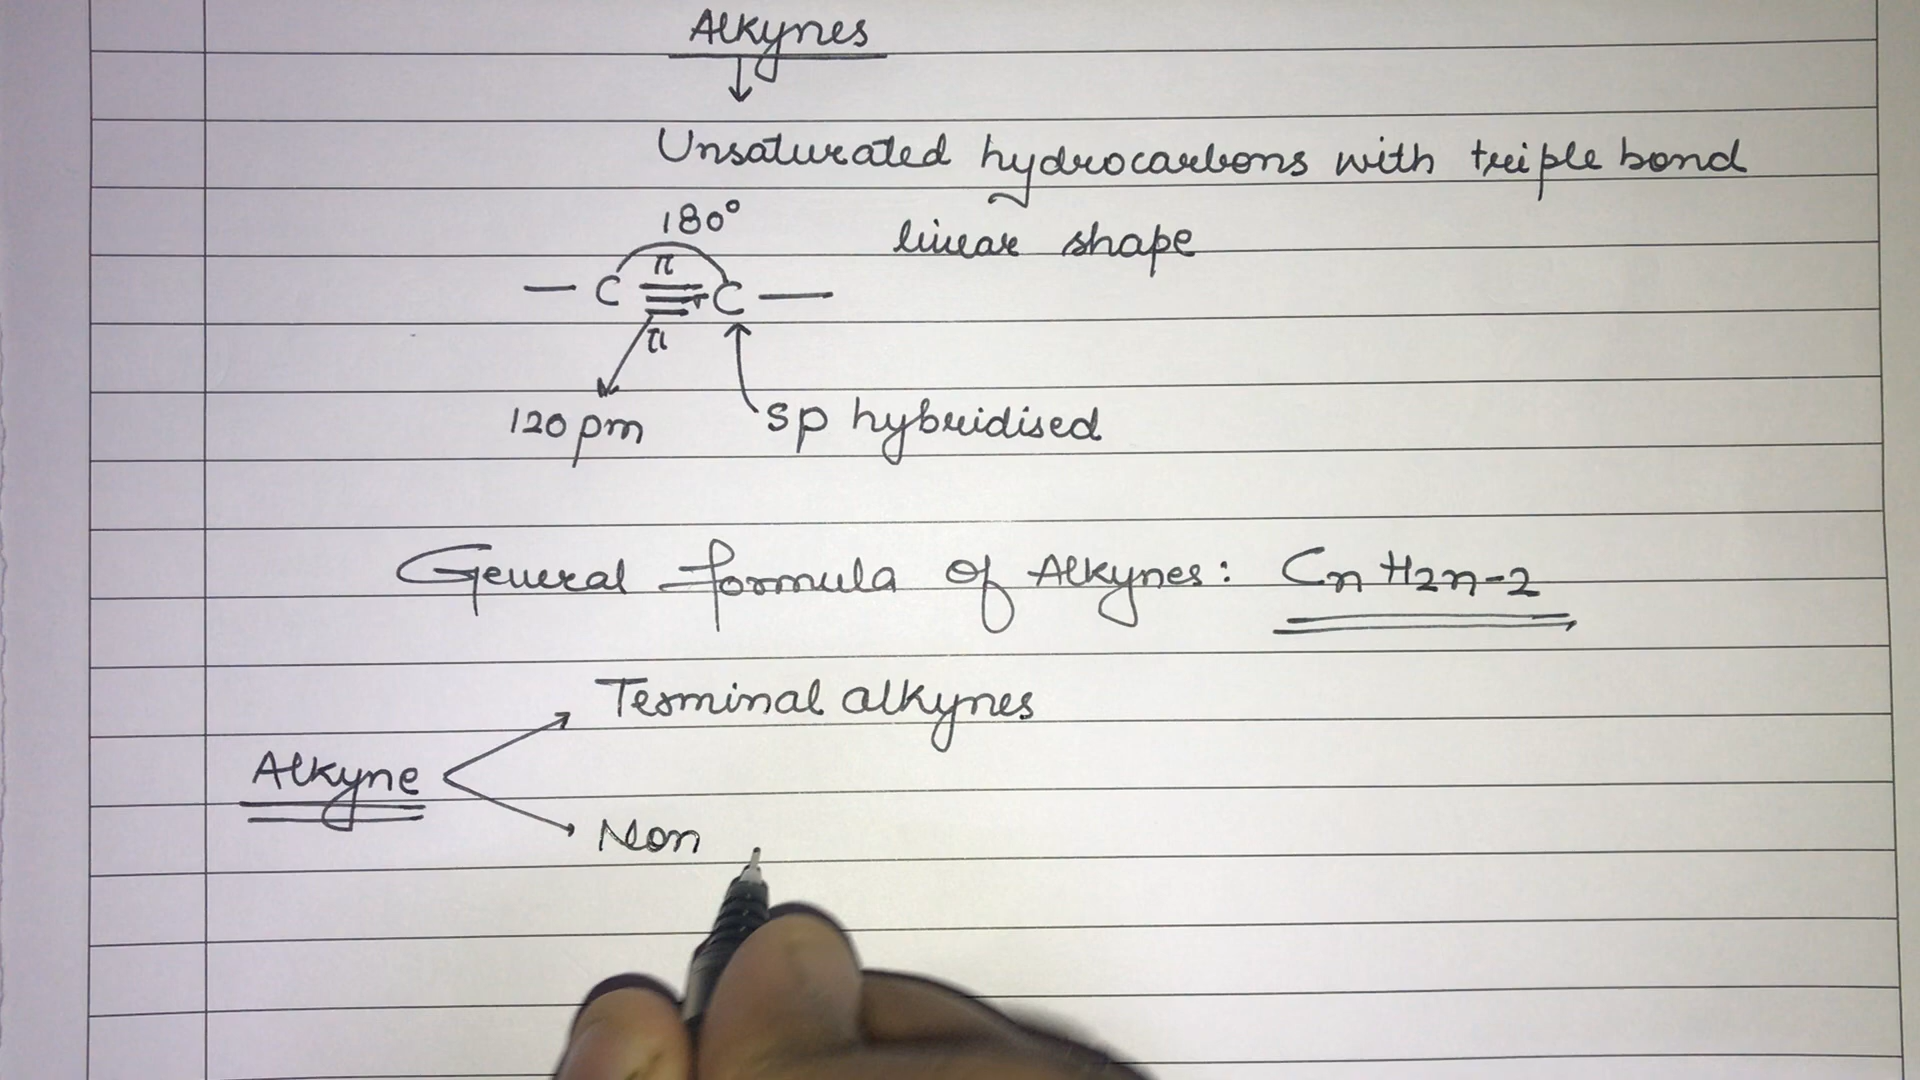 Alkynes
Unsaturated hydrocarbons with triple bond
180° linear shape
π
— C ≡ C —
π
120 pm sp hybridised
General formula of Alkynes: CnH2n-2
Terminal alkynes
Alkyne
Non